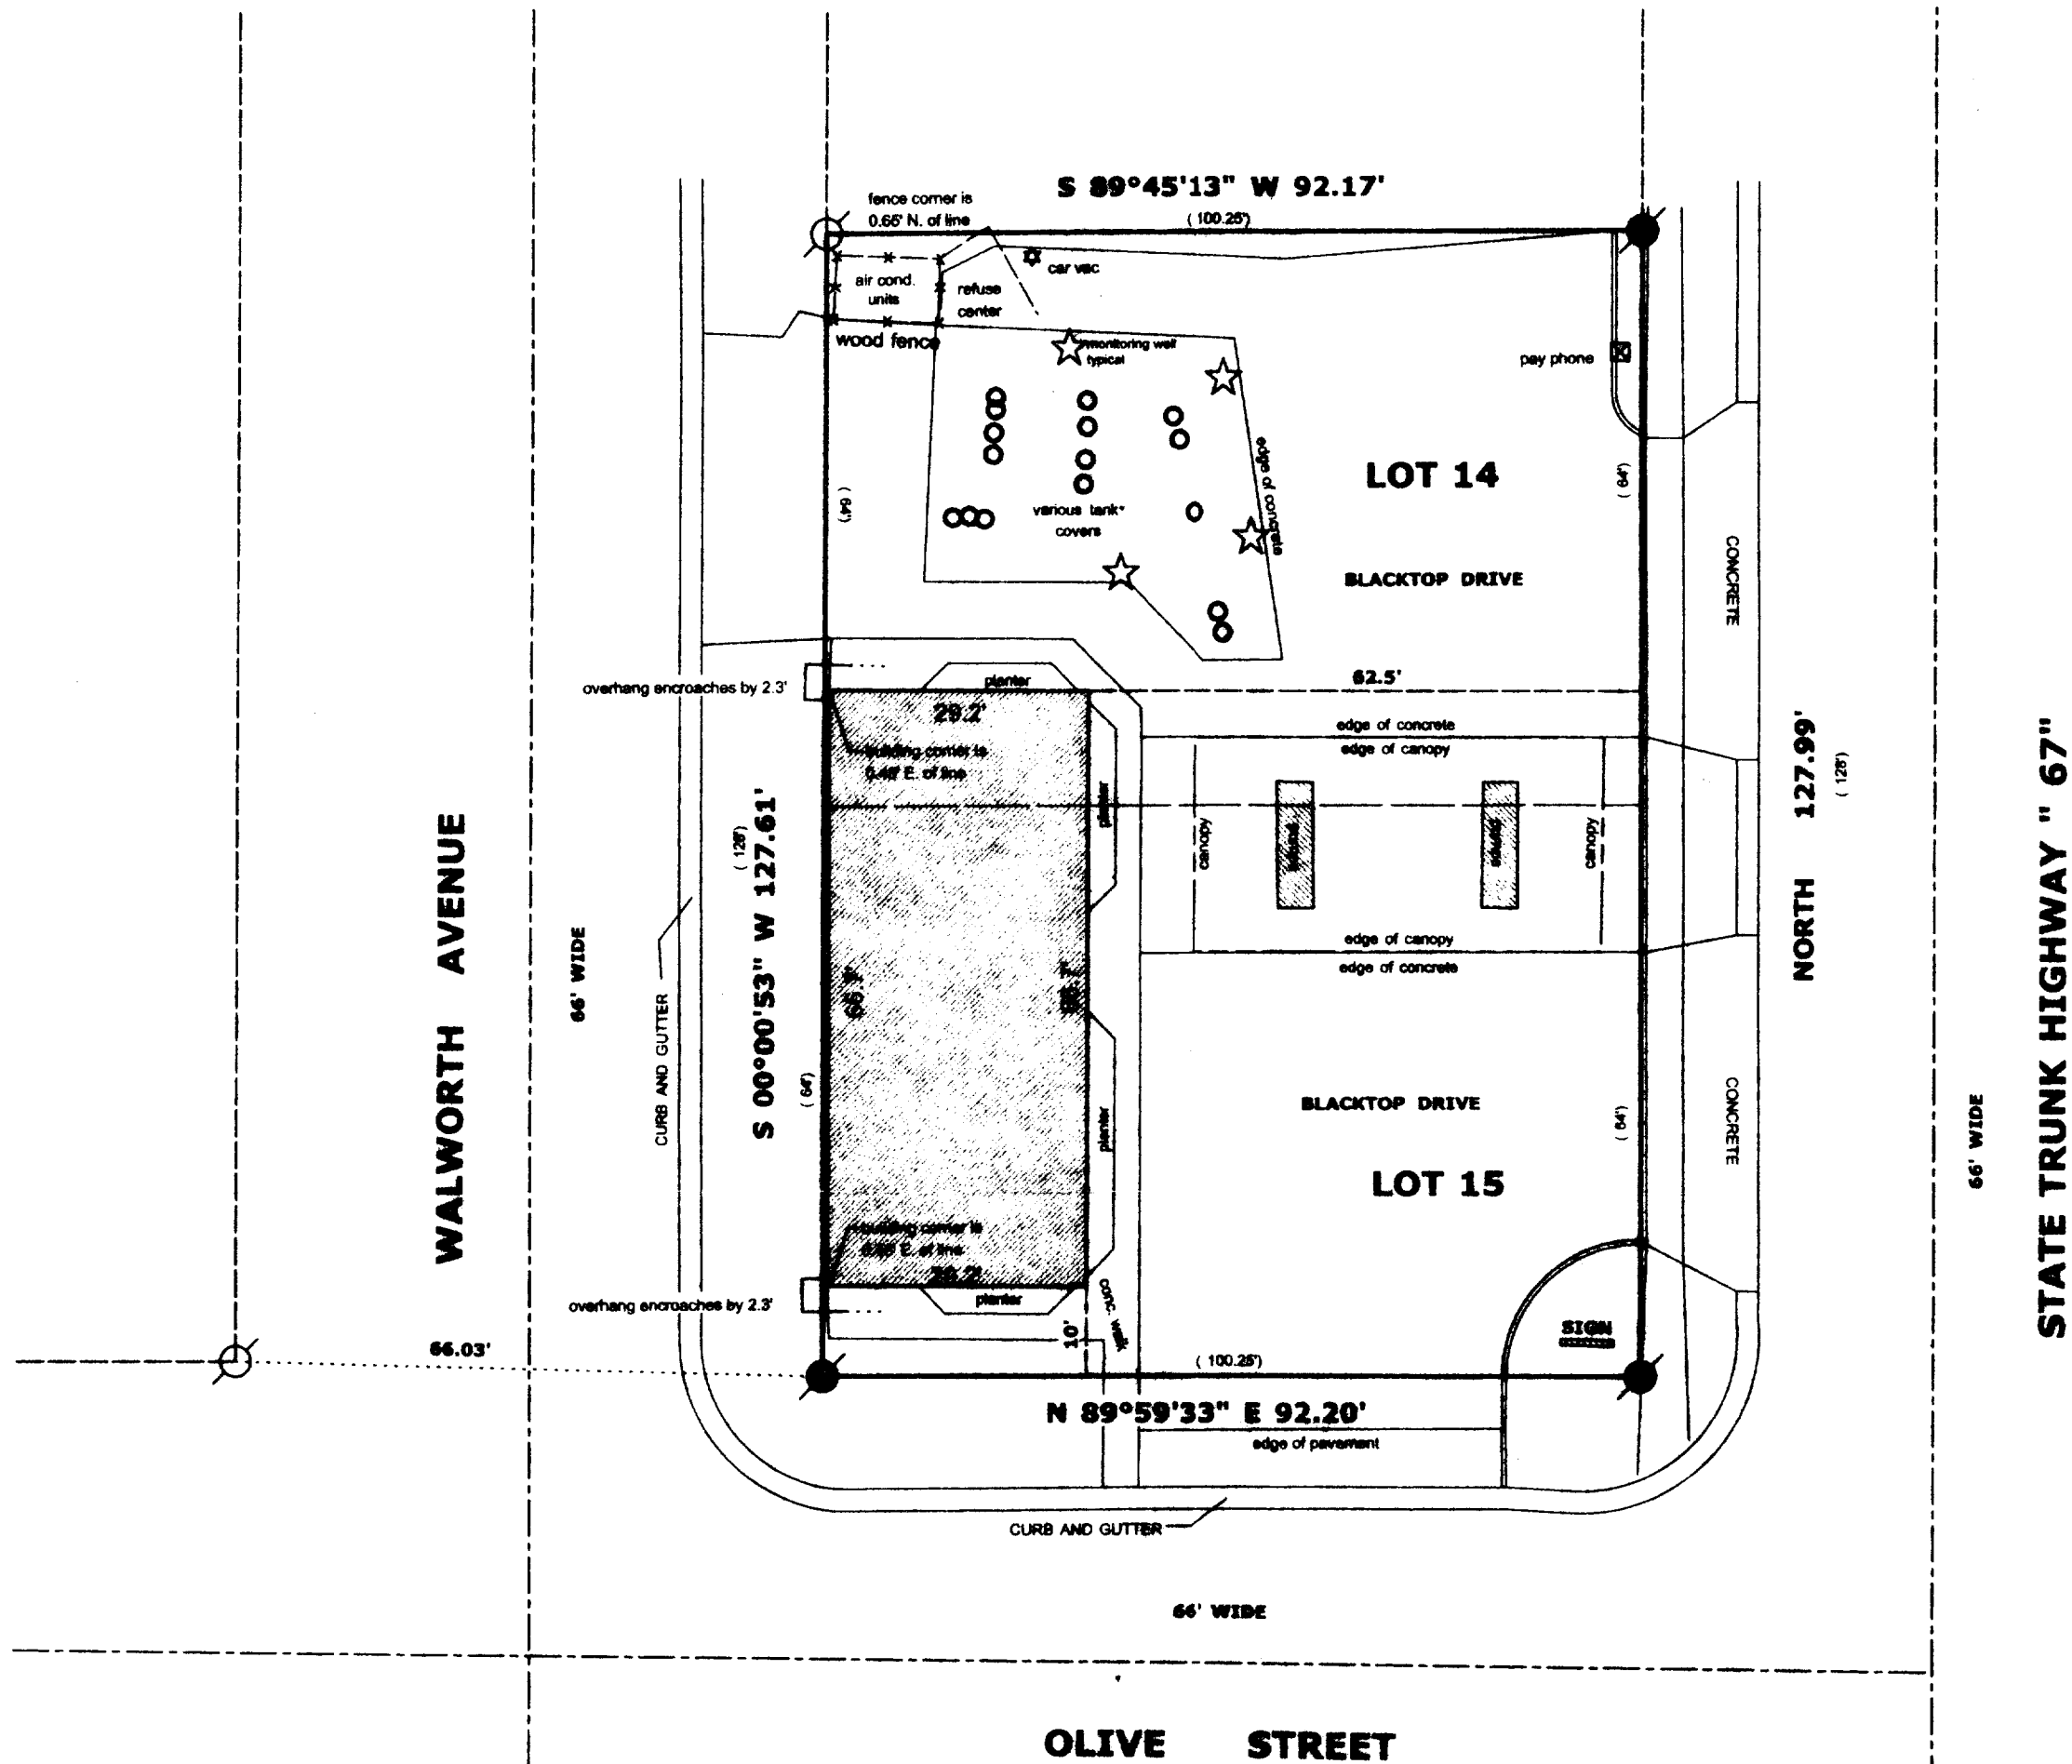 S 89°45'13" W 92.17'
( 100.25')
fence corner is
0.65' N. of line
car vac
air cond.
units
refuse
center
wood fence
monitoring well
typical
pay phone
LOT 14
( 64')
( 64')
edge of concrete
various tank
covers
BLACKTOP DRIVE
CONCRETE
overhang encroaches by 2.3'
planter
62.5'
29.2'
building corner is
E. of line
edge of concrete
edge of canopy
planter
canopy
pumps
pumps
canopy
NORTH 127.99'
( 128')
STATE TRUNK HIGHWAY " 67"
66' WIDE
WALWORTH AVENUE
66' WIDE
CURB AND GUTTER
S 00°00'53" W 127.61'
( 128')
( 64')
edge of canopy
edge of concrete
BLACKTOP DRIVE
LOT 15
( 64')
CONCRETE
planter
building corner is
E. of line
29.2'
planter
conc. walk
10'
overhang encroaches by 2.3'
66.03'
SIGN
( 100.25')
N 89°59'33" E 92.20'
edge of pavement
CURB AND GUTTER
66' WIDE
OLIVE STREET